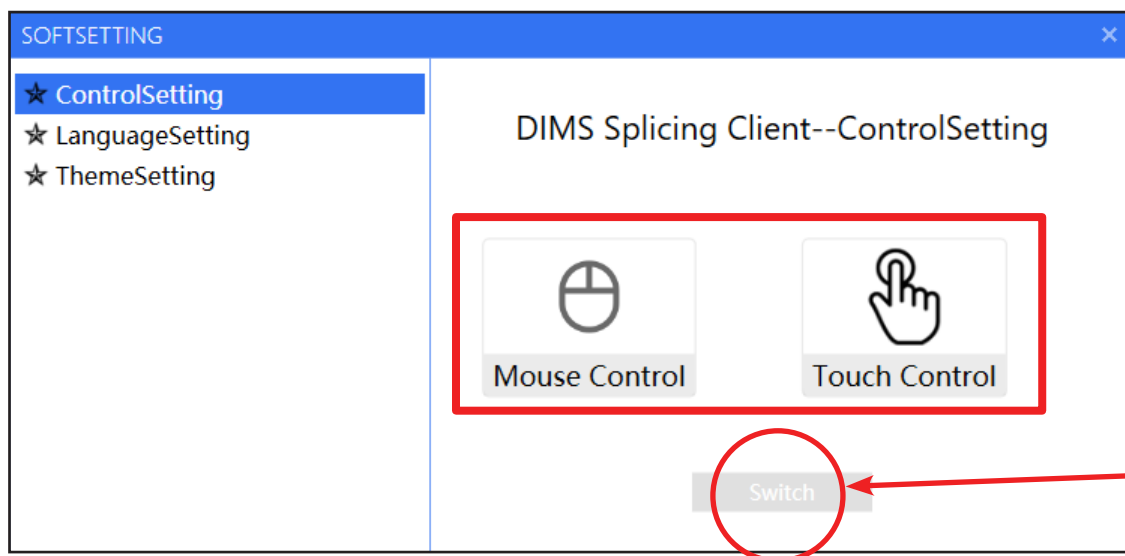 SOFTSETTING
ControlSetting
LanguageSetting
ThemeSetting
DIMS Splicing Client--ControlSetting
Mouse Control
Touch Control
Switch